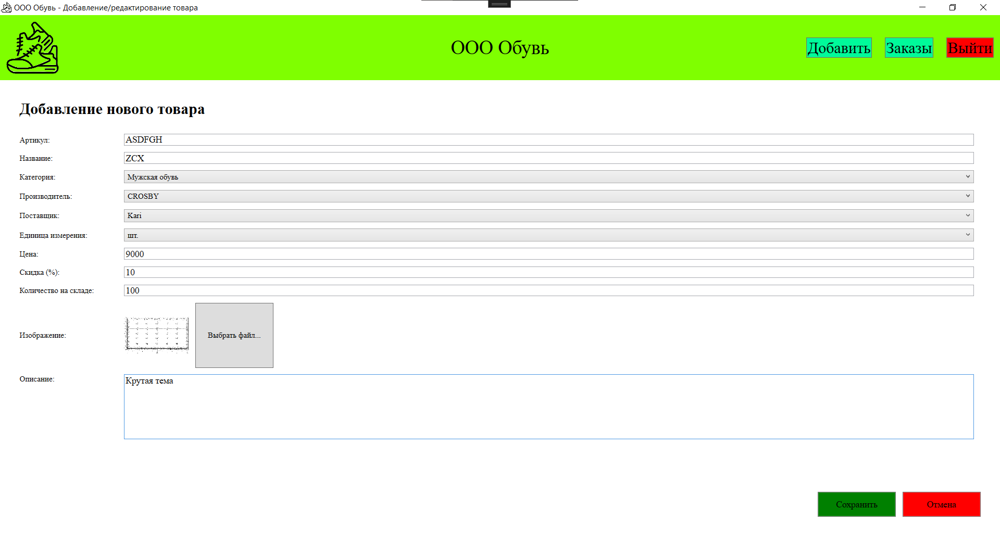 ООО Обувь - Добавление/редактирование товара
ООО Обувь
Добавить
Заказы
Выйти
Добавление нового товара
Артикул:
ASDFGH
Название:
ZCX
Категория:
Мужская обувь
Производитель:
CROSBY
Поставщик:
Kari
Единица измерения:
шт.
Цена:
9000
Скидка (%):
10
Количество на складе:
100
Изображение:
Выбрать файл...
Описание:
Крутая тема
Сохранить
Отмена